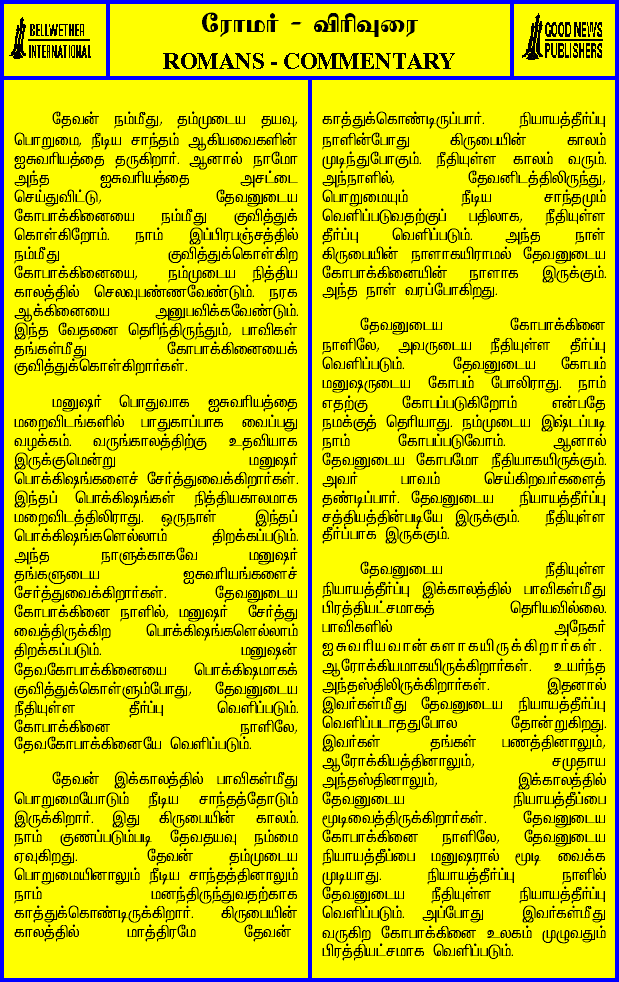 BELLWETHER
INTERNATIONAL
ரோமர் - விரிவுரை
ROMANS - COMMENTARY
GOOD NEWS
PUBLISHERS
தேவன் நம்மீது, தம்முடைய தயவு,
பொறுமை, நீடிய சாந்தம் ஆகியவைகளின்
ஐசுவரியத்தை தருகிறார். ஆனால் நாமோ
அந்த ஐசுவரியத்தை அசட்டை
செய்துவிட்டு, தேவனுடைய
கோபாக்கினையை நம்மீது குவித்துக்
கொள்கிறோம். நாம் இப்பிரபஞ்சத்தில்
நம்மீது குவித்துக்கொள்கிற
கோபாக்கினையை, நம்முடைய நித்திய
காலத்தில் செலவுபண்ணவேண்டும். நரக
ஆக்கினையை அனுபவிக்கவேண்டும்.
இந்த வேதனை தெரிந்திருந்தும், பாவிகள்
தங்கள்மீது கோபாக்கினையைக்
குவித்துக்கொள்கிறார்கள்.
மனுஷர் பொதுவாக ஐசுவரியத்தை
மறைவிடங்களில் பாதுகாப்பாக வைப்பது
வழக்கம். வருங்காலத்திற்கு உதவியாக
இருக்குமென்று மனுஷர்
பொக்கிஷங்களைச் சேர்த்துவைக்கிறார்கள்.
இந்தப் பொக்கிஷங்கள் நித்தியகாலமாக
மறைவிடத்திலிராது. ஒருநாள் இந்தப்
பொக்கிஷங்களெல்லாம் திறக்கப்படும்.
அந்த நாளுக்காகவே மனுஷர்
தங்களுடைய ஐசுவரியங்களைச்
சேர்த்துவைக்கிறார்கள். தேவனுடைய
கோபாக்கினை நாளில், மனுஷர் சேர்த்து
வைத்திருக்கிற பொக்கிஷங்களெல்லாம்
திறக்கப்படும். மனுஷன்
தேவகோபாக்கினையை பொக்கிஷமாகக்
குவித்துக்கொள்ளும்போது, தேவனுடைய
நீதியுள்ள தீர்ப்பு வெளிப்படும்.
கோபாக்கினை நாளிலே,
தேவகோபாக்கினையே வெளிப்படும்.
தேவன் இக்காலத்தில் பாவிகள்மீது
பொறுமையோடும் நீடிய சாந்தத்தோடும்
இருக்கிறார். இது கிருபையின் காலம்.
நாம் குணப்படும்படி தேவதயவு நம்மை
ஏவுகிறது. தேவன் தம்முடைய
பொறுமையினாலும் நீடிய சாந்தத்தினாலும்
நாம் மனந்திருந்துவதற்காக
காத்துக்கொண்டிருக்கிறார். கிருபையின்
காலத்தில் மாத்திரமே தேவன்
காத்துக்கொண்டிருப்பார். நியாயத்தீர்ப்பு
நாளின்போது கிருபையின் காலம்
முடிந்துபோகும். நீதியுள்ள காலம் வரும்.
அந்நாளில், தேவனிடத்திலிருந்து,
பொறுமையும் நீடிய சாந்தமும்
வெளிப்படுவதற்குப் பதிலாக, நீதியுள்ள
தீர்ப்பு வெளிப்படும். அந்த நாள்
கிருபையின் நாளாகயிராமல் தேவனுடைய
கோபாக்கினையின் நாளாக இருக்கும்.
அந்த நாள் வரப்போகிறது.
தேவனுடைய கோபாக்கினை
நாளிலே, அவருடைய நீதியுள்ள தீர்ப்பு
வெளிப்படும். தேவனுடைய கோபம்
மனுஷருடைய கோபம் போலிராது. நாம்
எதற்கு கோபப்படுகிறோம் என்பதே
நமக்குத் தெரியாது. நம்முடைய இஷ்டப்படி
நாம் கோபப்படுவோம். ஆனால்
தேவனுடைய கோபமோ நீதியாகயிருக்கும்.
அவர் பாவம் செய்கிறவர்களைத்
தண்டிப்பார். தேவனுடைய நியாயத்தீர்ப்பு
சத்தியத்தின்படியே இருக்கும். நீதியுள்ள
தீர்ப்பாக இருக்கும்.
தேவனுடைய நீதியுள்ள
நியாயத்தீர்ப்பு இக்காலத்தில் பாவிகள்மீது
பிரத்தியட்சமாகத் தெரியவில்லை.
பாவிகளில் அநேகர்
ஐசுவரியவான்களாகயிருக்கிறார்கள்.
ஆரோக்கியமாகயிருக்கிறார்கள். உயர்ந்த
அந்தஸ்திலிருக்கிறார்கள். இதனால்
இவர்கள்மீது தேவனுடைய நியாயத்தீர்ப்பு
வெளிப்படாததுபோல தோன்றுகிறது.
இவர்கள் தங்கள் பணத்தினாலும்,
ஆரோக்கியத்தினாலும், சமுதாய
அந்தஸ்தினாலும், இக்காலத்தில்
தேவனுடைய நியாயத்தீப்பை
மூடிவைத்திருக்கிறார்கள். தேவனுடைய
கோபாக்கினை நாளிலே, தேவனுடைய
நியாயத்தீப்பை மனுஷரால் மூடி வைக்க
முடியாது. நியாயத்தீர்ப்பு நாளில்
தேவனுடைய நீதியுள்ள நியாயத்தீர்ப்பு
வெளிப்படும். அப்போது இவர்கள்மீது
வருகிற கோபாக்கினை உலகம் முழுவதும்
பிரத்தியட்சமாக வெளிப்படும்.